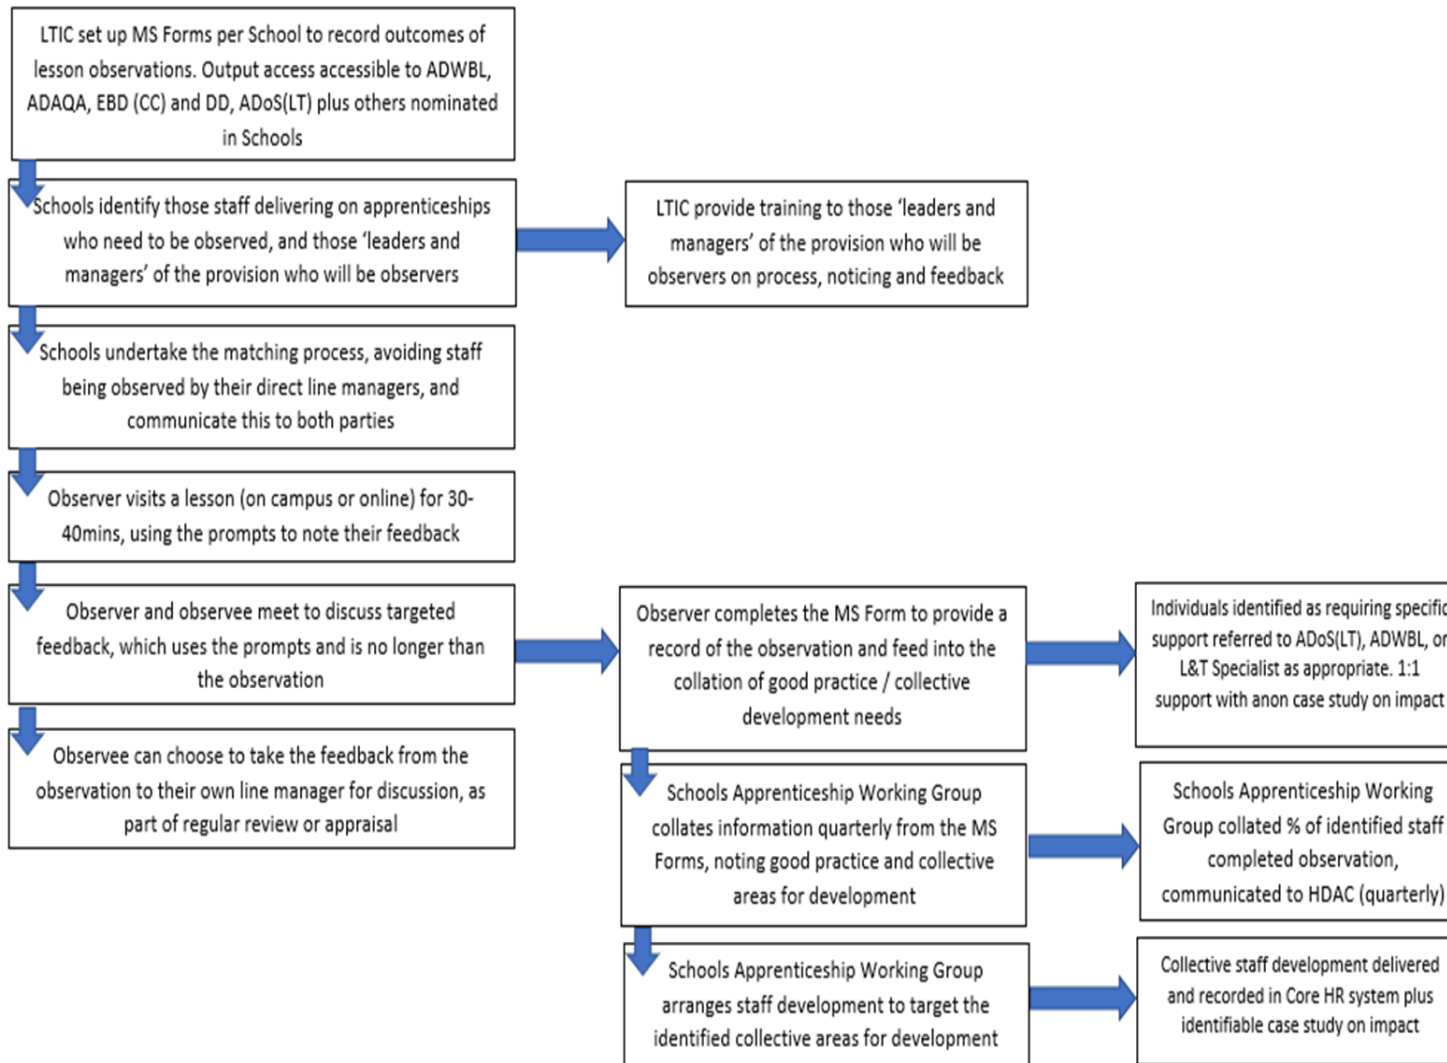 LTIC set up MS Forms per School to record outcomes of
lesson observations. Output access accessible to ADWBL,
ADAQA, EBD (CC) and DD, ADoS(LT) plus others nominated
in Schools
Schools identify those staff delivering on apprenticeships
who need to be observed, and those ‘leaders and
managers’ of the provision who will be observers
LTIC provide training to those ‘leaders and
managers’ of the provision who will be
observers on process, noticing and feedback
Schools undertake the matching process, avoiding staff
being observed by their direct line managers, and
communicate this to both parties
Observer visits a lesson (on campus or online) for 30-
40mins, using the prompts to note their feedback
Observer and observee meet to discuss targeted
feedback, which uses the prompts and is no longer than
the observation
Observer completes the MS Form to provide a
record of the observation and feed into the
collation of good practice / collective
development needs
Individuals identified as requiring specific
support referred to ADoS(LT), ADWBL, or
L&T Specialist as appropriate. 1:1
support with anon case study on impact
Observee can choose to take the feedback from the
observation to their own line manager for discussion, as
part of regular review or appraisal
Schools Apprenticeship Working Group
collates information quarterly from the MS
Forms, noting good practice and collective
areas for development
Schools Apprenticeship Working
Group collated % of identified staff
completed observation,
communicated to HDAC (quarterly)
Schools Apprenticeship Working Group
arranges staff development to target the
identified collective areas for development
Collective staff development delivered
and recorded in Core HR system plus
identifiable case study on impact